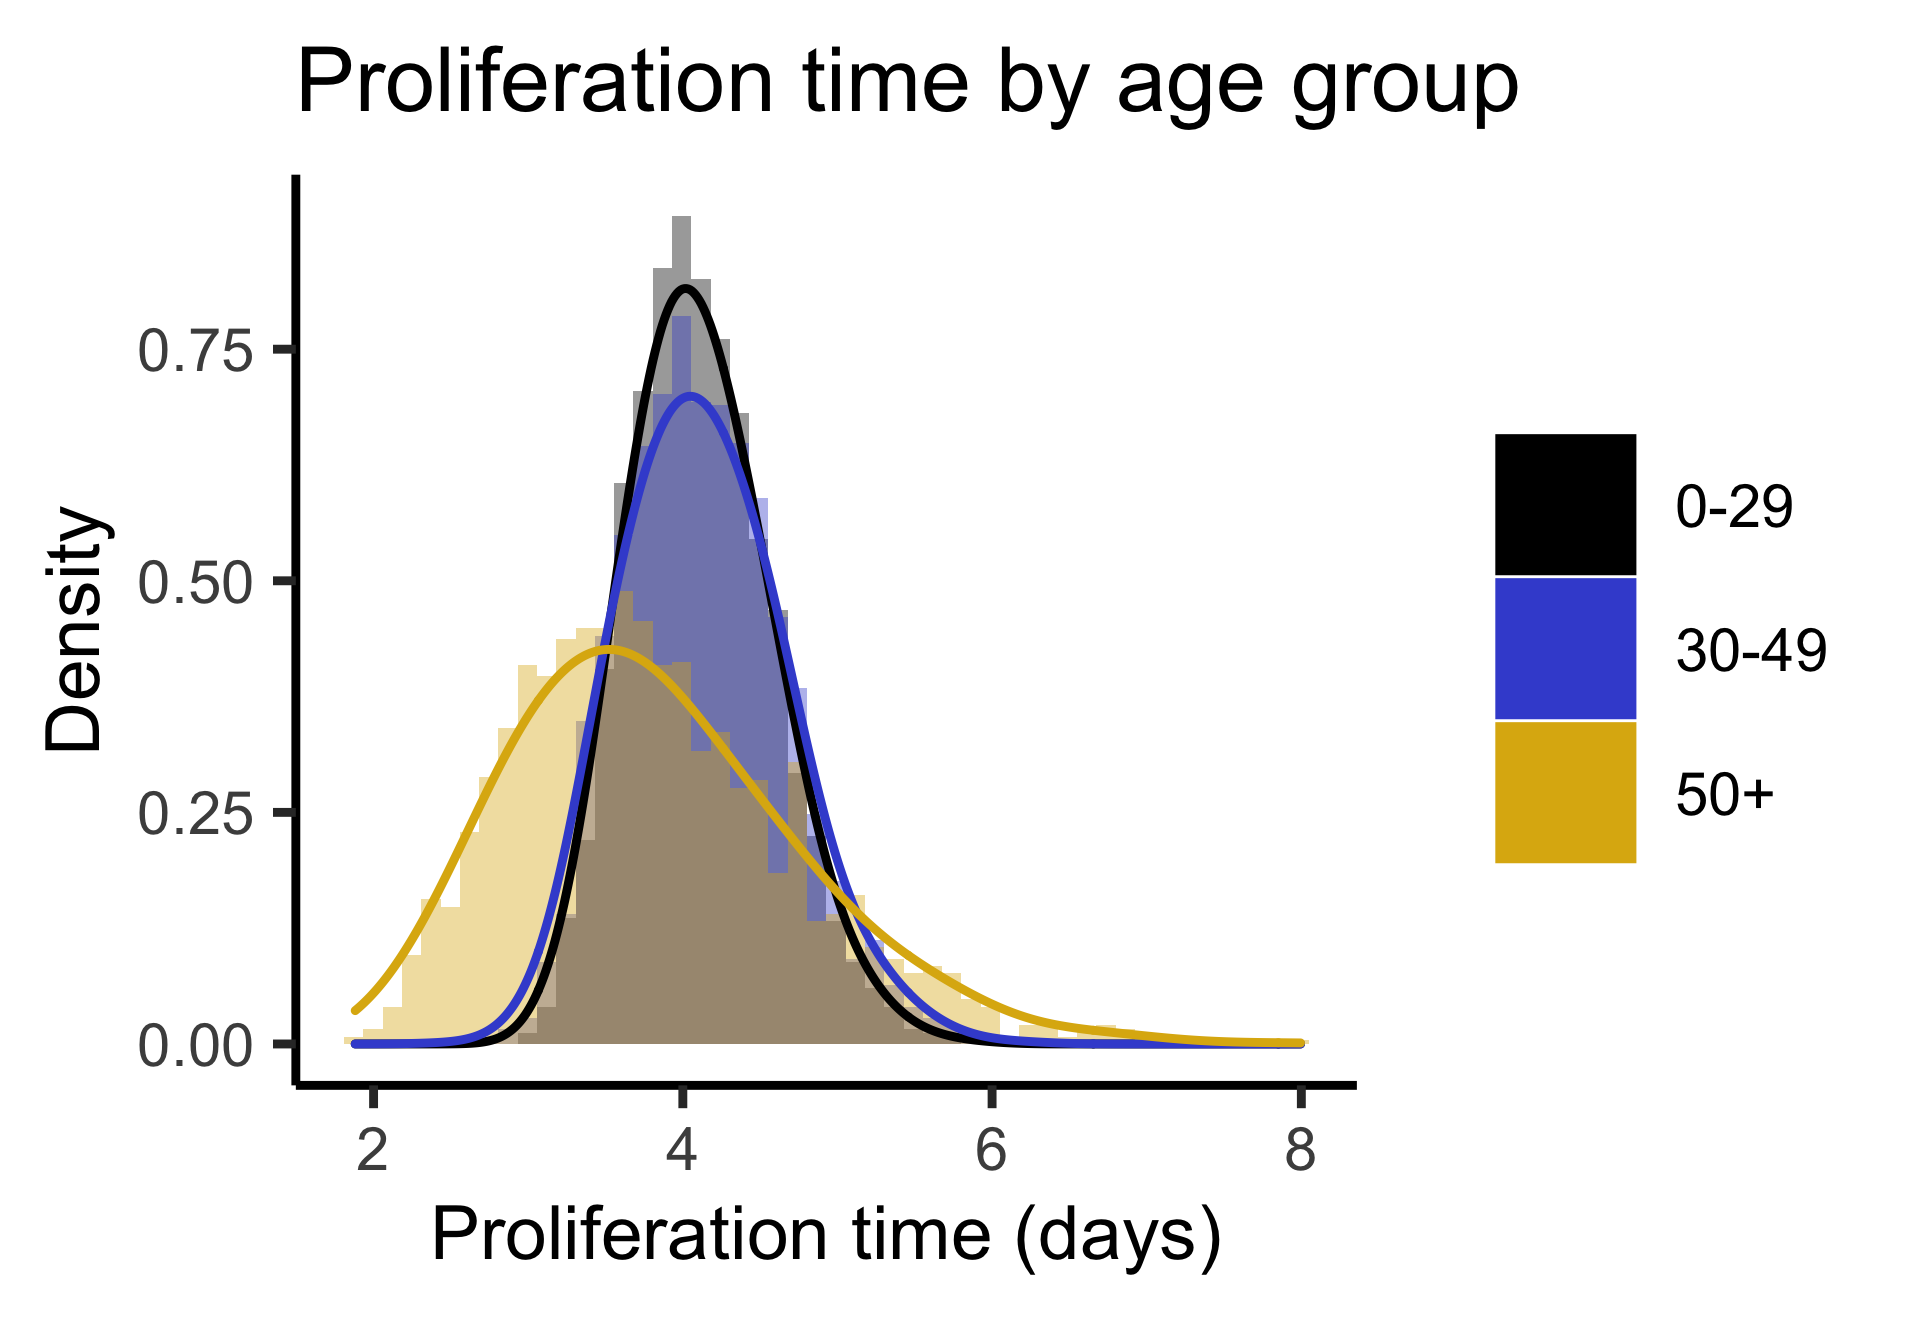 Proliferation time by age group
Density
0.75
0.50
0.25
0.00
2 4 6 8
Proliferation time (days)
0-29
30-49
50+